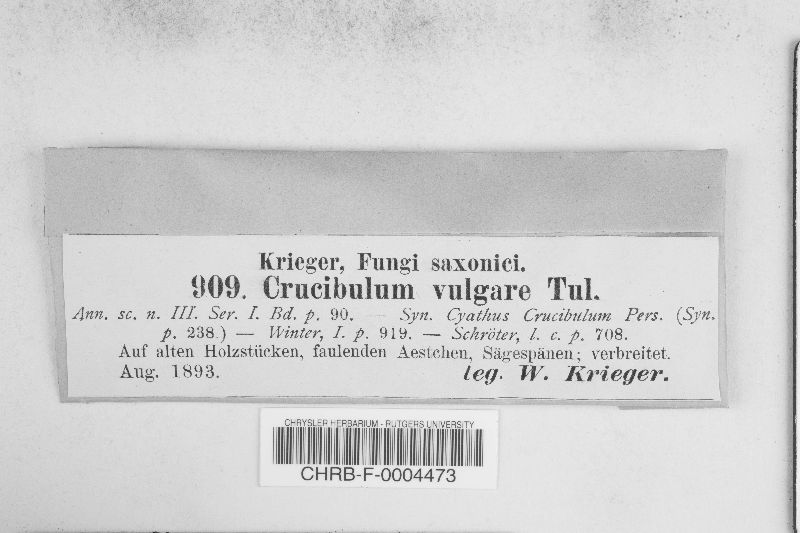 Krieger, Fungi saxonici.
909. Crucibulum vulgare Tul.
Ann. sc. n. III. Ser. I. Bd. p. 90. — Syn. Cyathus Crucibulum Pers. (Syn.
p. 238.) — Winter, I. p. 919. — Schröter, l. c. p. 708.
Auf alten Holzstücken, faulenden Aestchen, Sägespänen; verbreitet.
Aug. 1893. leg. W. Krieger.
CHRYSLER HERBARIUM - RUTGERS UNIVERSITY
CHRB-F-0004473